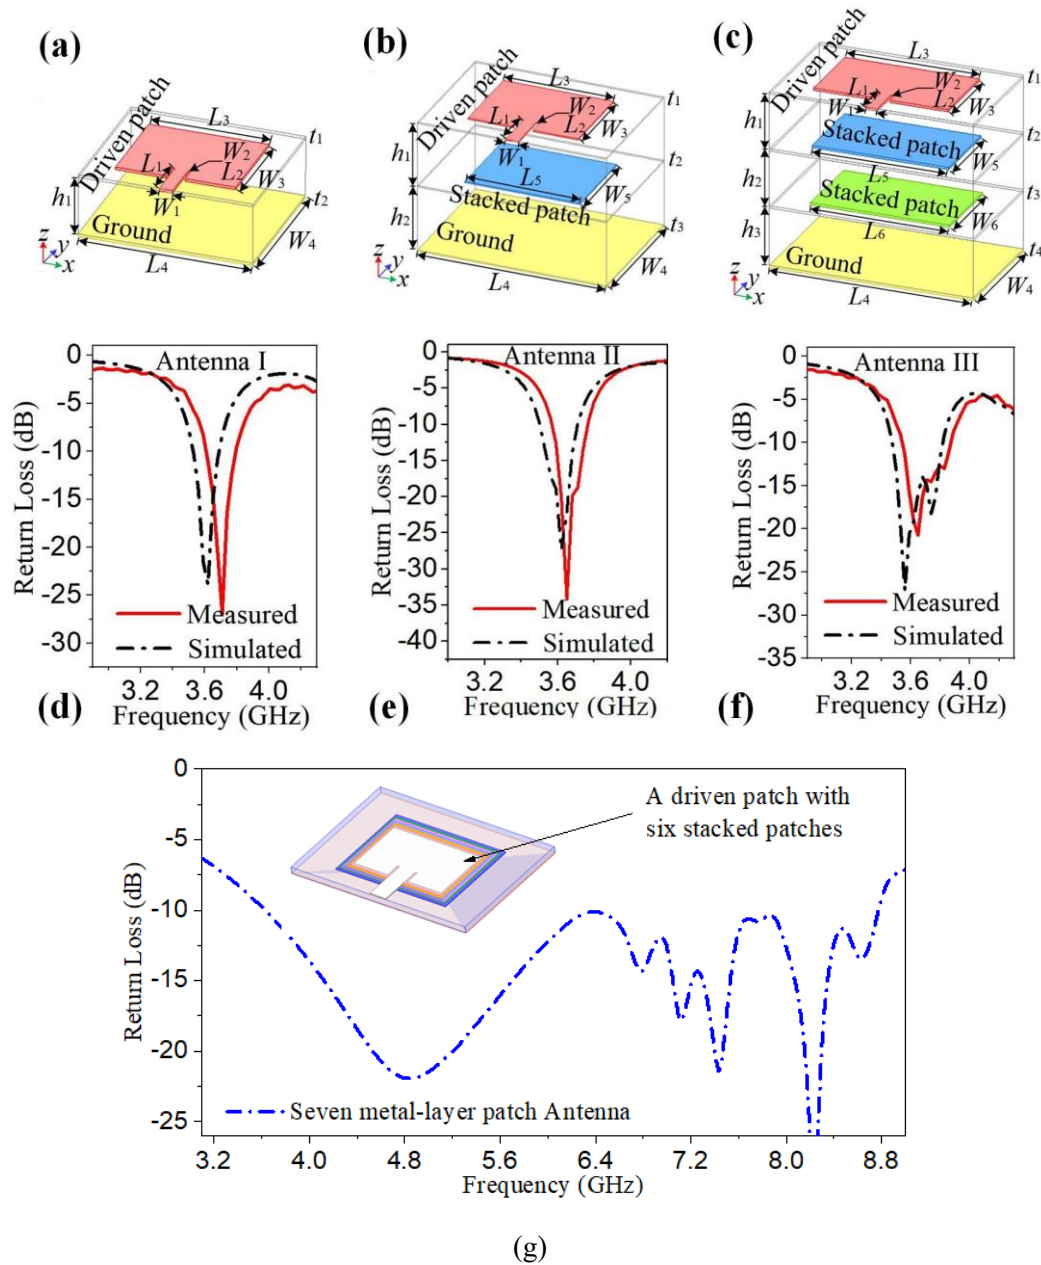 (a)
Driven patch
L3
t1
L1
W2
L2
W3
h1
W1
t2
Ground
W4
L4
z
y
x
(b)
Driven patch
L3
t1
L1
W2
L2
W3
h1
W1
t2
L5
W5
Stacked patch
h2
t3
Ground
W4
L4
z
y
x
(c)
Driven patch
L3
t1
L1
W2
L2
W3
h1
W1
t2
Stacked patch
W5
L5
h2
t3
Stacked patch
W6
L6
h3
t4
Ground
W4
L4
z
y
x
Antenna I
Return Loss (dB)
0
-5
-10
-15
-20
-25
-30
Measured
Simulated
3.2 3.6 4.0
Frequency (GHz)
(d)
Antenna II
Return Loss (dB)
0
-5
-10
-15
-20
-25
-30
-35
-40
Measured
Simulated
3.2 3.6 4.0
Frequency (GHz)
(e)
Antenna III
Return Loss (dB)
0
-5
-10
-15
-20
-25
-30
-35
Measured
Simulated
3.2 3.6 4.0
Frequency (GHz)
(f)
Return Loss (dB)
0
-5
-10
-15
-20
-25
A driven patch with
six stacked patches
Seven metal-layer patch Antenna
3.2 4.0 4.8 5.6 6.4 7.2 8.0 8.8
Frequency (GHz)
(g)